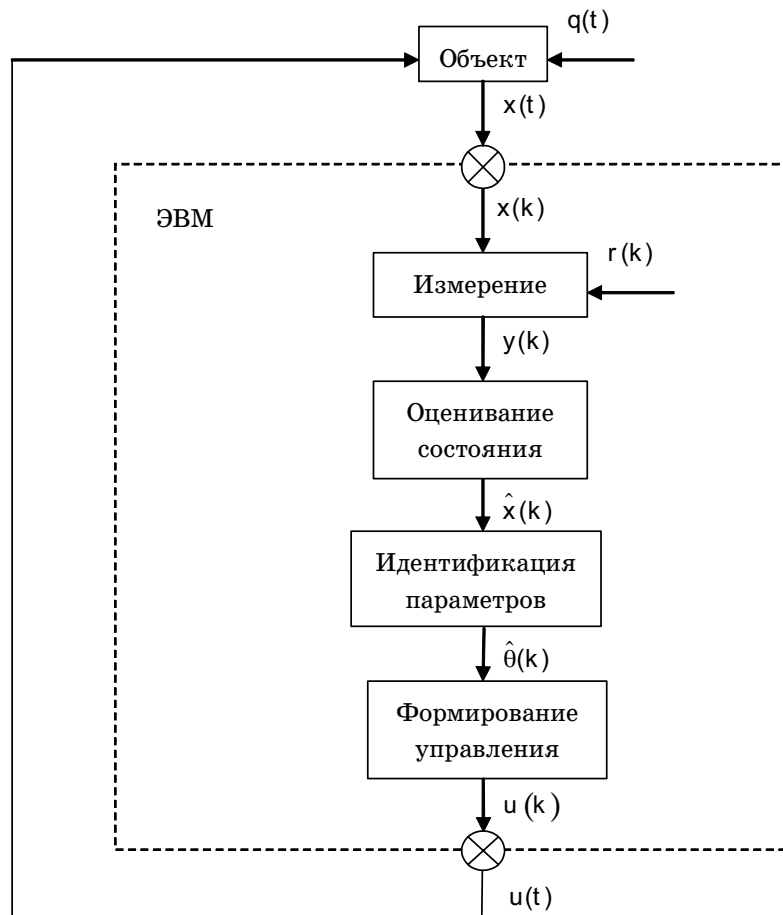 q(t)
Объект
x(t)
ЭВМ
x(k)
r(k)
Измерение
y(k)
Оценивание
состояния
x̂(k)
Идентификация
параметров
θ̂(k)
Формирование
управления
u(k)
u(t)